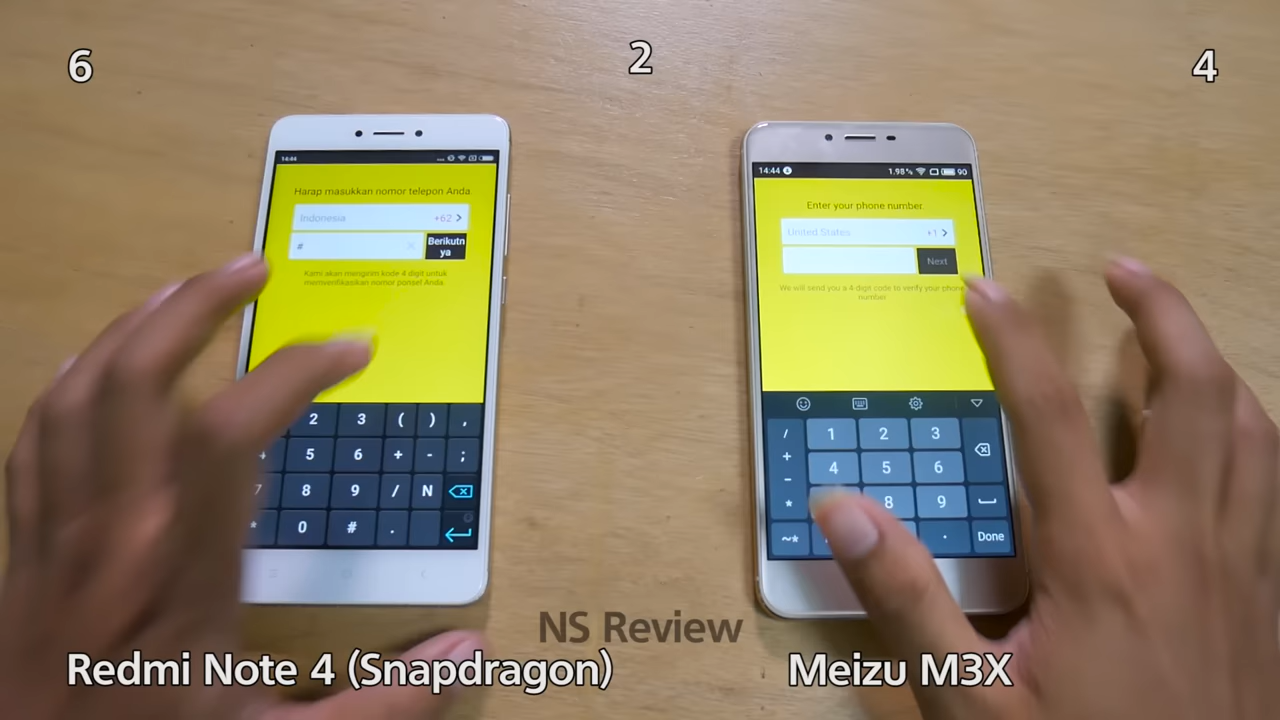 6
2
4
14:44
Harap masukkan nomor telepon Anda
Indonesia +62 >
#
Berikutn
ya
Kami akan mengirim kode 4 digit untuk
memverifikasikan nomor ponsel Anda
2 3 ( ) ,
5 6 + - ;
7 8 9 / N
* 0 # .
14:44 1.98% 90
Enter your phone number
United States +1 >
Next
We will send you a 4 digit code to verify your phone
number
/ 1 2 3
+ 4 5 6
-
* 8 9
~* . Done
NS Review
Redmi Note 4 (Snapdragon)
Meizu M3X